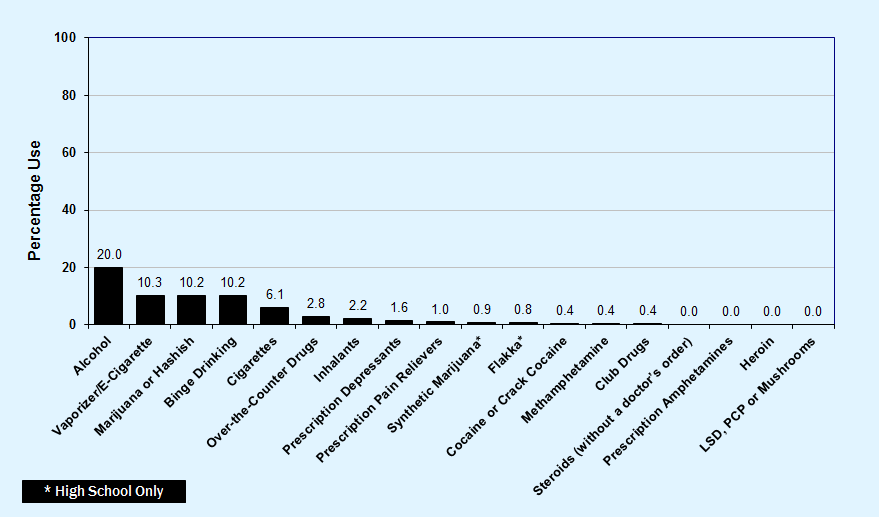 Percentage Use
100
80
60
40
20
0
20.0
10.3
10.2
10.2
6.1
2.8
2.2
1.6
1.0
0.9
0.8
0.4
0.4
0.4
0.0
0.0
0.0
0.0
Alcohol
Vaporizer/E-Cigarette
Marijuana or Hashish
Binge Drinking
Cigarettes
Over-the-Counter Drugs
Inhalants
Prescription Depressants
Prescription Pain Relievers
Synthetic Marijuana*
Flakka*
Cocaine or Crack Cocaine
Methamphetamine
Club Drugs
Steroids (without a doctor's order)
Prescription Amphetamines
Heroin
LSD, PCP or Mushrooms
* High School Only